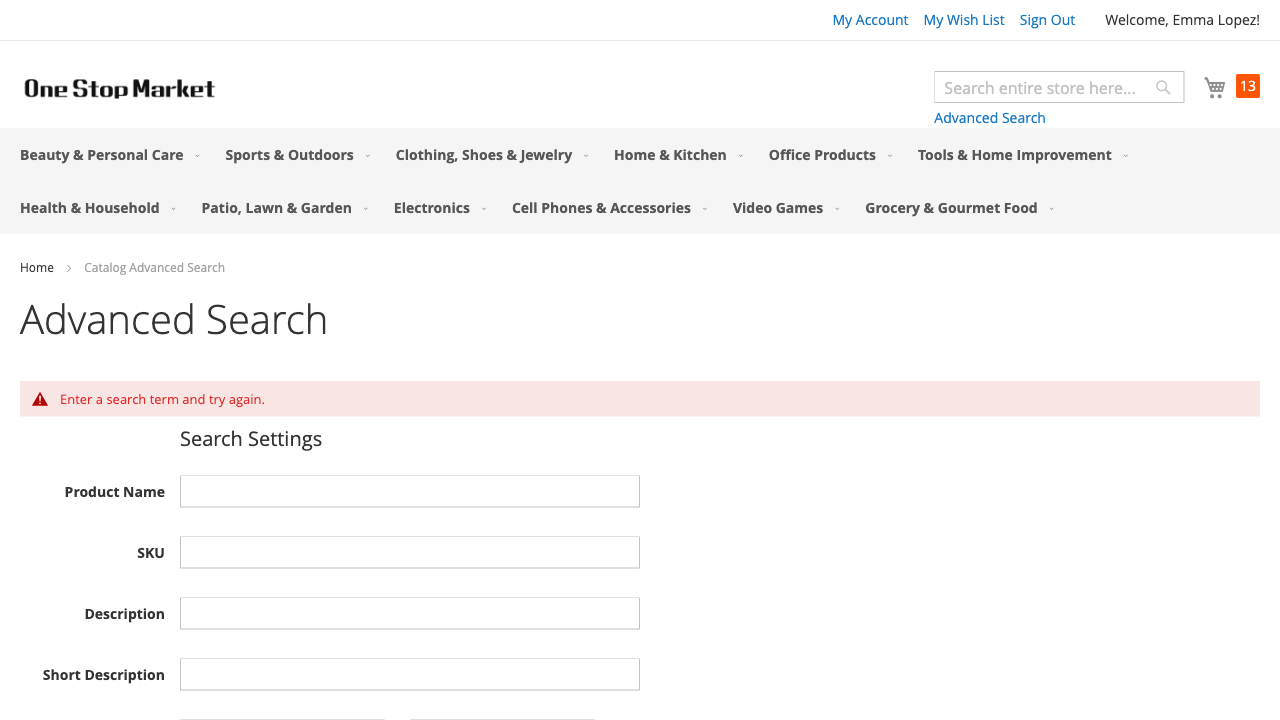 My Account My Wish List Sign Out Welcome, Emma Lopez!
One Stop Market
Search entire store here...
13
Advanced Search
Beauty & Personal Care Sports & Outdoors Clothing, Shoes & Jewelry Home & Kitchen Office Products Tools & Home Improvement
Health & Household Patio, Lawn & Garden Electronics Cell Phones & Accessories Video Games Grocery & Gourmet Food
Home Catalog Advanced Search
Advanced Search
Enter a search term and try again.
Search Settings
Product Name
SKU
Description
Short Description